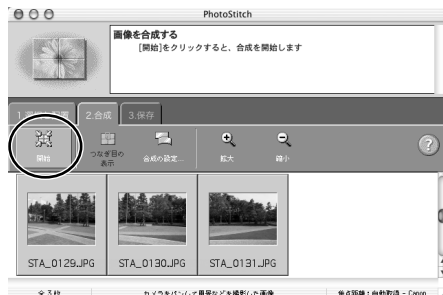 PhotoStitch
画像を合成する
[開始]をクリックすると、合成を開始します
2.合成
3.保存
開始
つなぎ目の
表示
合成の設定...
拡大
縮小
?
STA_0129.JPG
STA_0130.JPG
STA_0131.JPG
全3枚
カメラをパンして風景などを撮影した画像
焦点距離：自動取得 - Canon